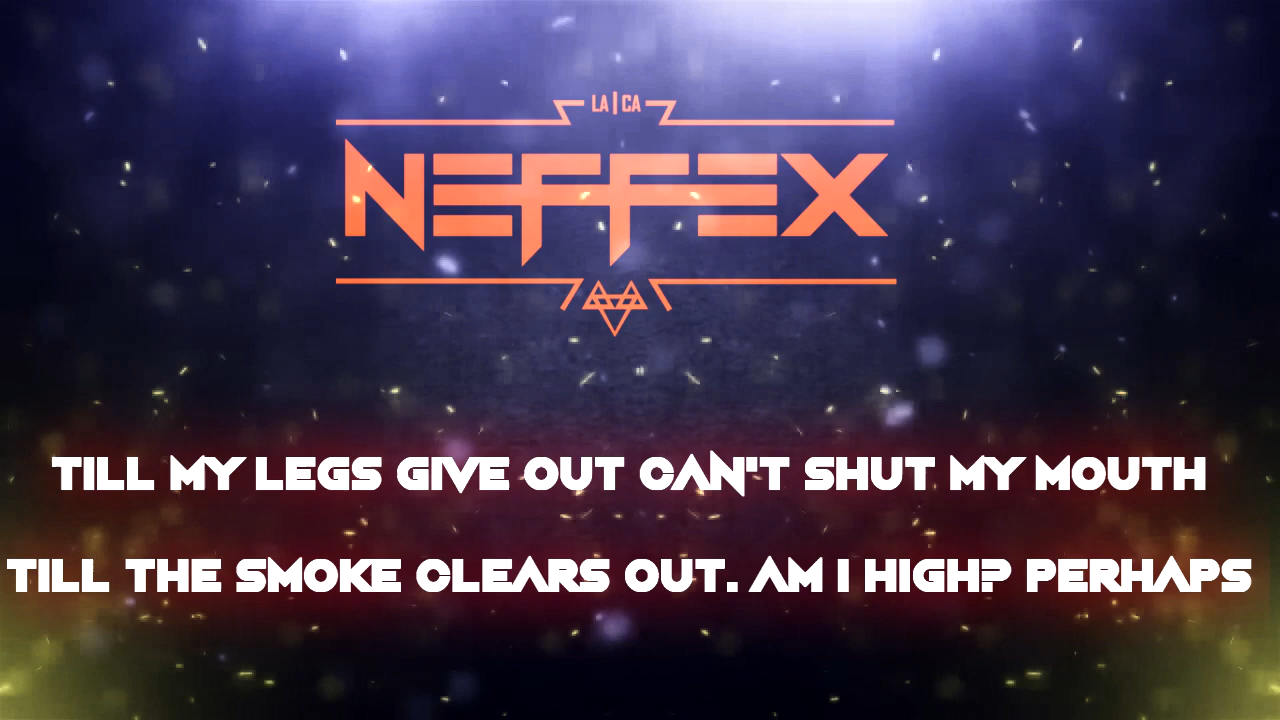 LA|CA
NEFFEX
TILL MY LEGS GIVE OUT CAN'T SHUT MY MOUTH
TILL THE SMOKE CLEARS OUT. AM I HIGH? PERHAPS